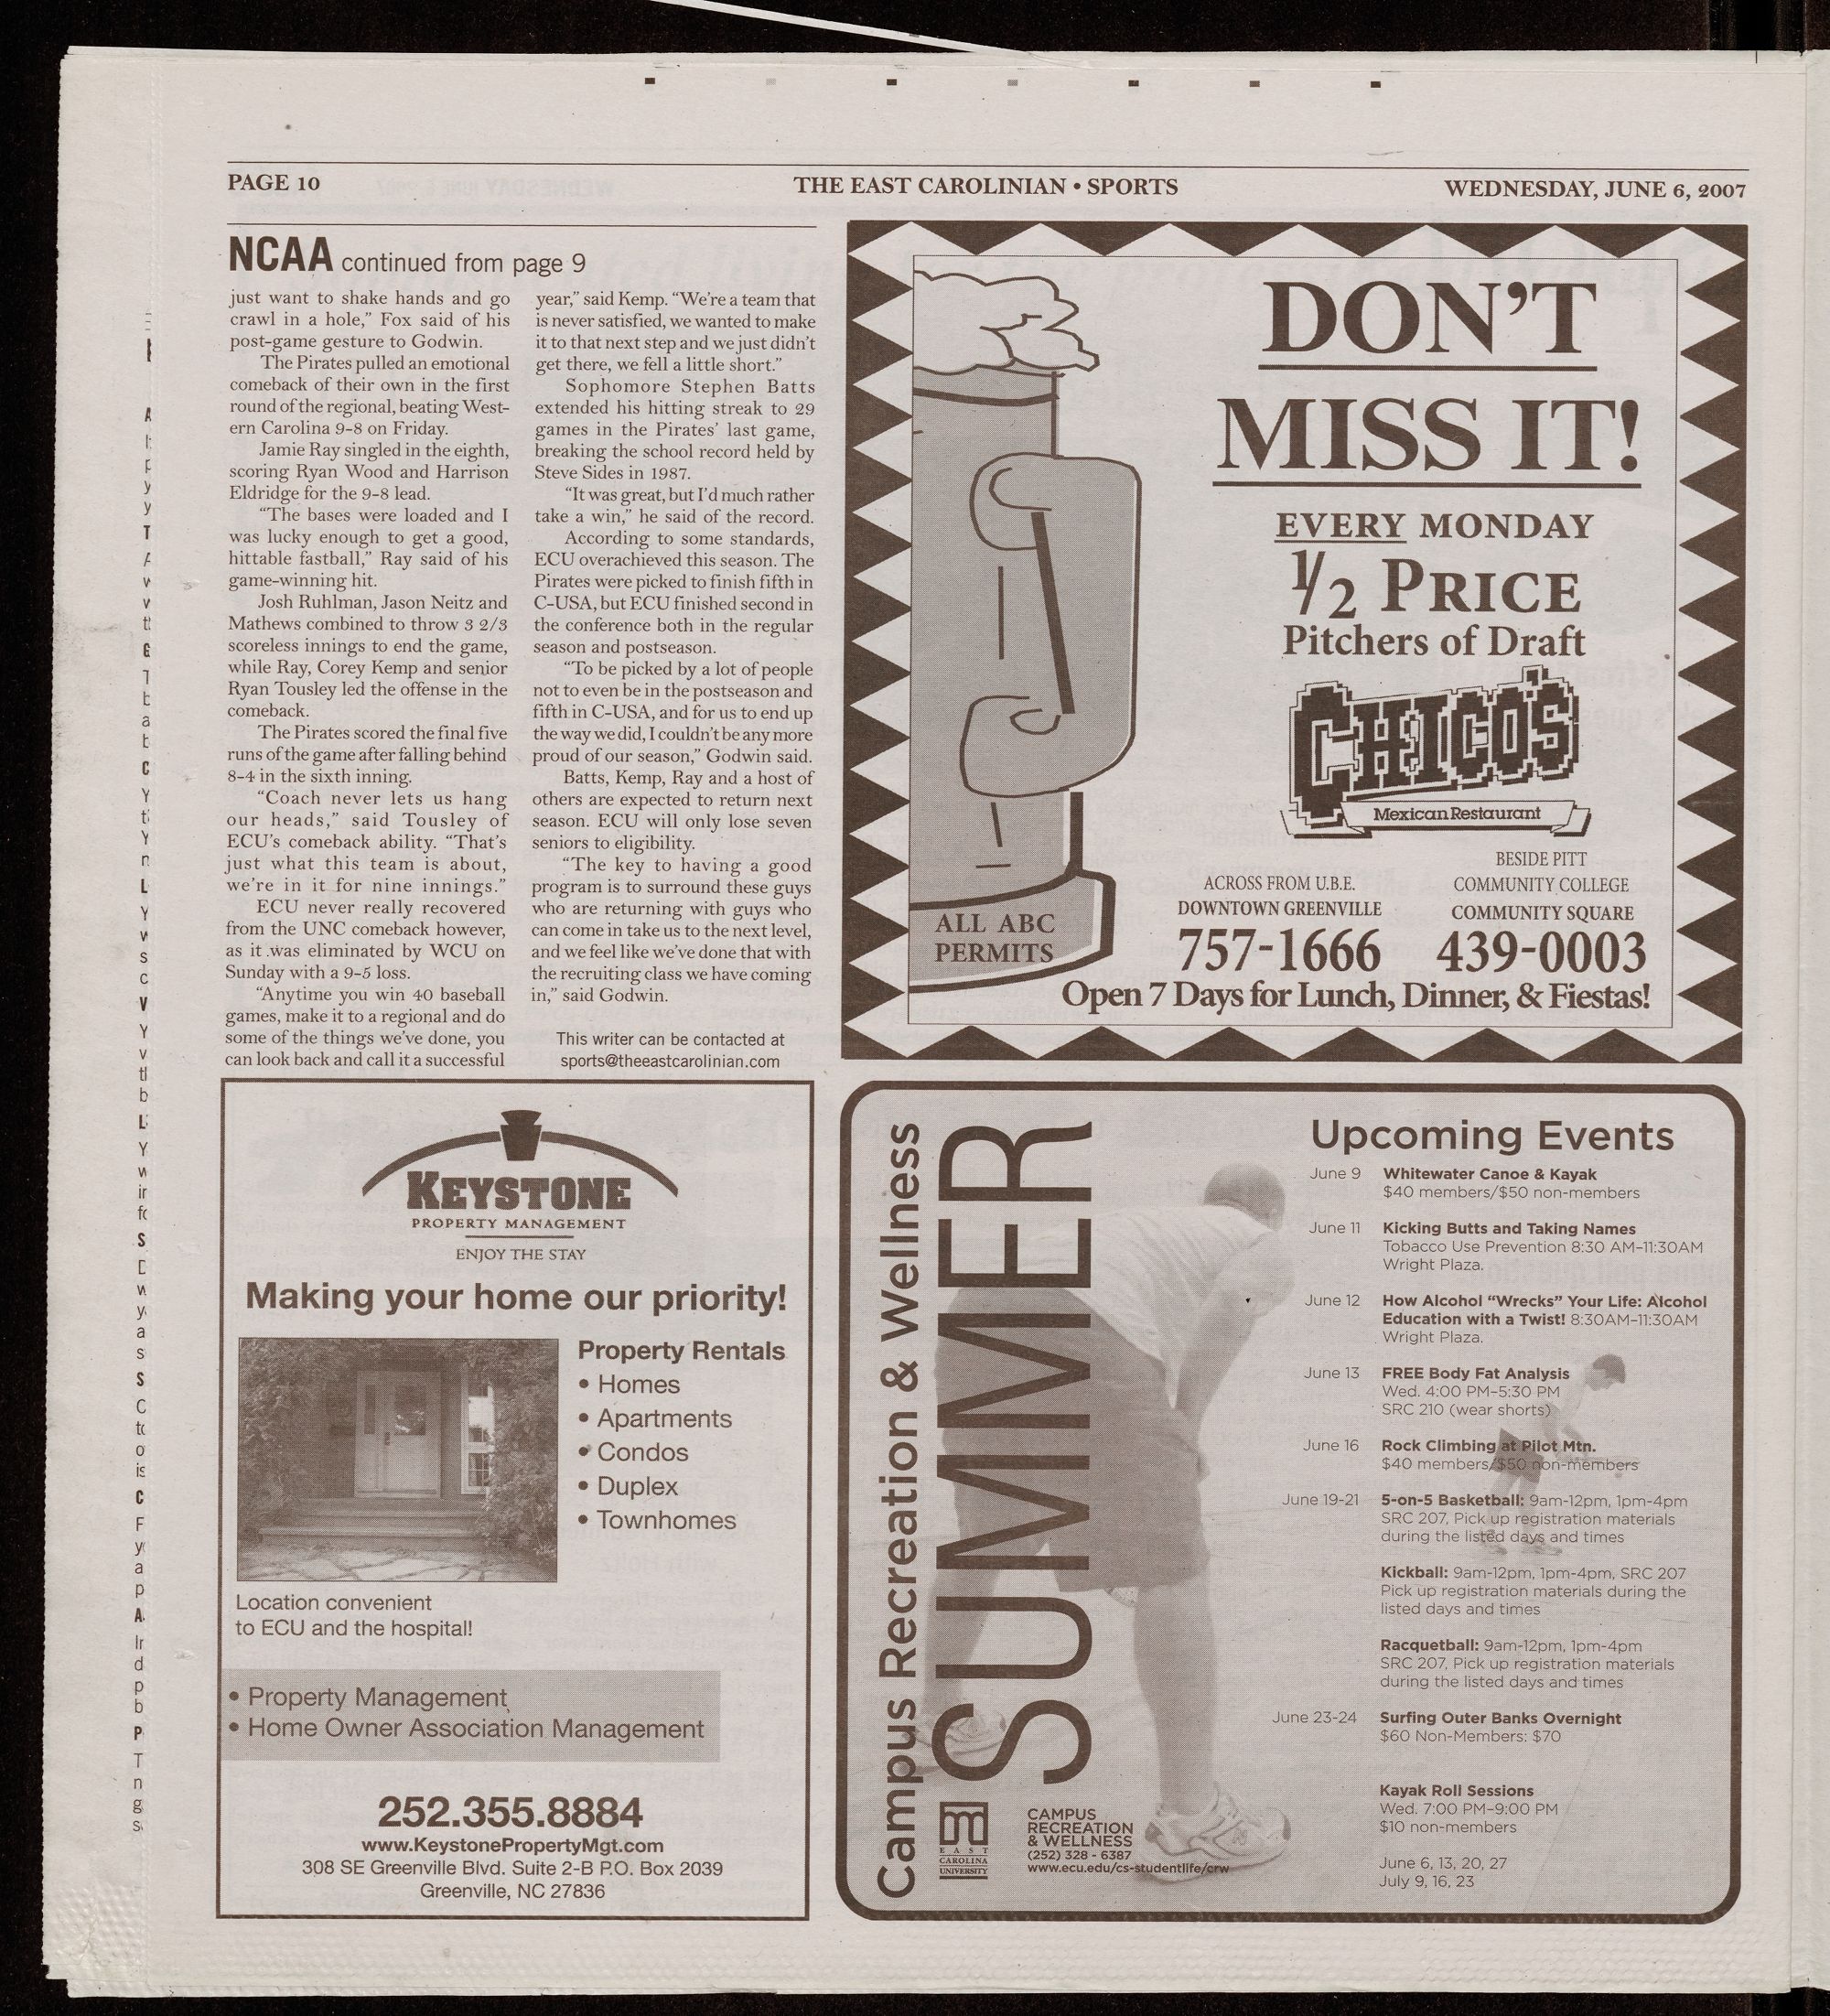 PAGE 10
THE EAST CAROLINIAN • SPORTS
WEDNESDAY, JUNE 6, 2007
NCAA continued from page 9
just want to shake hands and go
crawl in a hole,” Fox said of his
post-game gesture to Godwin.
The Pirates pulled an emotional
comeback of their own in the first
round of the regional, beating West-
ern Carolina 9-8 on Friday.
Jamie Ray singled in the eighth,
scoring Ryan Wood and Harrison
Eldridge for the 9-8 lead.
“The bases were loaded and I
was lucky enough to get a good,
hittable fastball,” Ray said of his
game-winning hit.
Josh Ruhlman, Jason Neitz and
Mathews combined to throw 3 2/3
scoreless innings to end the game,
while Ray, Corey Kemp and senior
Ryan Tousley led the offense in the
comeback.
The Pirates scored the final five
runs of the game after falling behind
8-4 in the sixth inning.
“Coach never lets us hang
our heads,” said Tousley of
ECU’s comeback ability. “That’s
just what this team is about,
we’re in it for nine innings.”
ECU never really recovered
from the UNC comeback however,
as it was eliminated by WCU on
Sunday with a 9-5 loss.
“Anytime you win 40 baseball
games, make it to a regional and do
some of the things we’ve done, you
can look back and call it a successful
year,” said Kemp. “We’re a team that
is never satisfied, we wanted to make
it to that next step and we just didn’t
get there, we fell a little short.”
Sophomore Stephen Batts
extended his hitting streak to 29
games in the Pirates’ last game,
breaking the school record held by
Steve Sides in 1987.
“It was great, but I’d much rather
take a win,” he said of the record.
According to some standards,
ECU overachieved this season. The
Pirates were picked to finish fifth in
C-USA, but ECU finished second in
the conference both in the regular
season and postseason.
“To be picked by a lot of people
not to even be in the postseason and
fifth in C-USA, and for us to end up
the way we did, I couldn’t be any more
proud of our season,” Godwin said.
Batts, Kemp, Ray and a host of
others are expected to return next
season. ECU will only lose seven
seniors to eligibility.
“The key to having a good
program is to surround these guys
who are returning with guys who
can come in take us to the next level,
and we feel like we’ve done that with
the recruiting class we have coming
in,” said Godwin.
This writer can be contacted at
sports@theeastcarolinian.com
DON’T
MISS IT!
EVERY MONDAY
1/2 PRICE
Pitchers of Draft
CHICO’S
Mexican Restaurant
ACROSS FROM U.B.E.
DOWNTOWN GREENVILLE
757-1666
BESIDE PITT
COMMUNITY COLLEGE
COMMUNITY SQUARE
439-0003
ALL ABC
PERMITS
Open 7 Days for Lunch, Dinner, & Fiestas!
KEYSTONE
PROPERTY MANAGEMENT
ENJOY THE STAY
Making your home our priority!
Property Rentals
• Homes
• Apartments
• Condos
• Duplex
• Townhomes
Location convenient
to ECU and the hospital!
• Property Management
• Home Owner Association Management
252.355.8884
www.KeystonePropertyMgt.com
308 SE Greenville Blvd. Suite 2-B P.O. Box 2039
Greenville, NC 27836
Campus Recreation & Wellness
SUMMER
Upcoming Events
June 9 Whitewater Canoe & Kayak
$40 members/$50 non-members
June 11 Kicking Butts and Taking Names
Tobacco Use Prevention 8:30 AM-11:30AM
Wright Plaza.
June 12 How Alcohol “Wrecks” Your Life: Alcohol
Education with a Twist! 8:30AM-11:30AM
Wright Plaza.
June 13 FREE Body Fat Analysis
Wed. 4:00 PM-5:30 PM
SRC 210 (wear shorts)
June 16 Rock Climbing at Pilot Mtn.
$40 members/$50 non-members
June 19-21 5-on-5 Basketball: 9am-12pm, 1pm-4pm
SRC 207, Pick up registration materials
during the listed days and times
Kickball: 9am-12pm, 1pm-4pm, SRC 207
Pick up registration materials during the
listed days and times
Racquetball: 9am-12pm, 1pm-4pm
SRC 207, Pick up registration materials
during the listed days and times
June 23-24 Surfing Outer Banks Overnight
$60 Non-Members: $70
Kayak Roll Sessions
Wed. 7:00 PM-9:00 PM
$10 non-members
June 6, 13, 20, 27
July 9, 16, 23
EAST
CAROLINA
UNIVERSITY
CAMPUS
RECREATION
& WELLNESS
(252) 328 - 6387
www.ecu.edu/cs-studentlife/crw